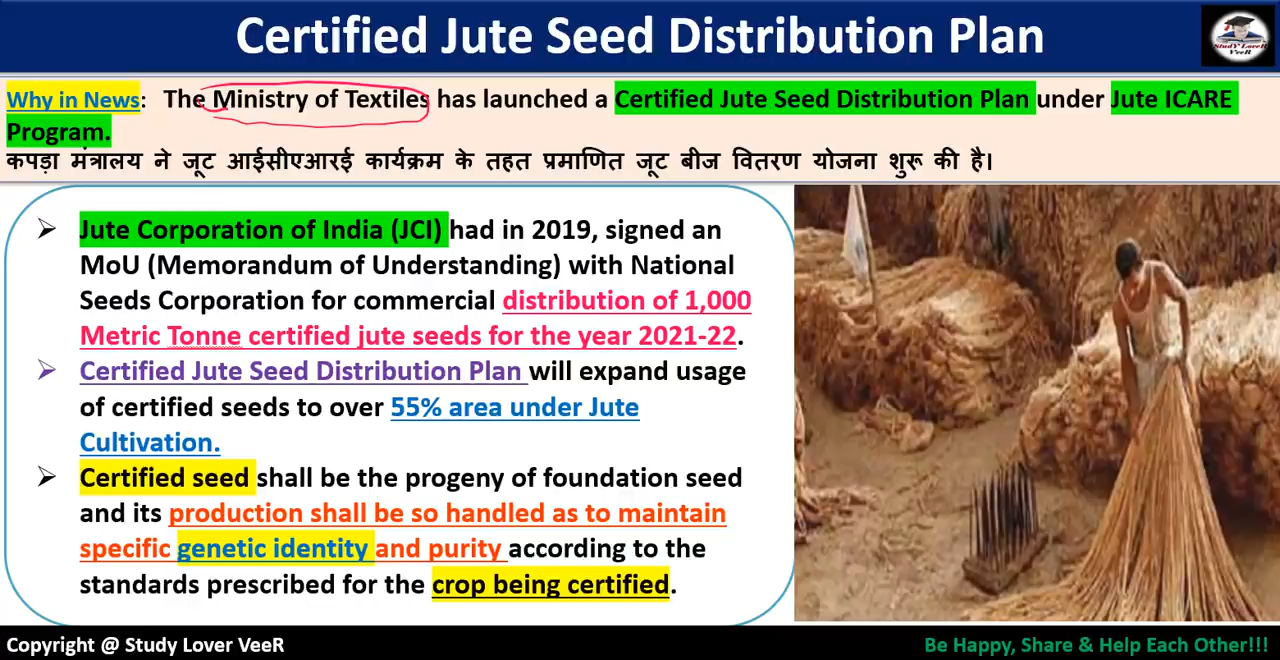 Certified Jute Seed Distribution Plan
StudY LoveR
VeeR
Why in News: The Ministry of Textiles has launched a Certified Jute Seed Distribution Plan under Jute ICARE
Program.
कपड़ा मंत्रालय ने जूट आईसीएआरई कार्यक्रम के तहत प्रमाणित जूट बीज वितरण योजना शुरू की है।
Jute Corporation of India (JCI) had in 2019, signed an
MoU (Memorandum of Understanding) with National
Seeds Corporation for commercial distribution of 1,000
Metric Tonne certified jute seeds for the year 2021-22.
Certified Jute Seed Distribution Plan will expand usage
of certified seeds to over 55% area under Jute
Cultivation.
Certified seed shall be the progeny of foundation seed
and its production shall be so handled as to maintain
specific genetic identity and purity according to the
standards prescribed for the crop being certified.
Copyright @ Study Lover VeeR
Be Happy, Share & Help Each Other!!!